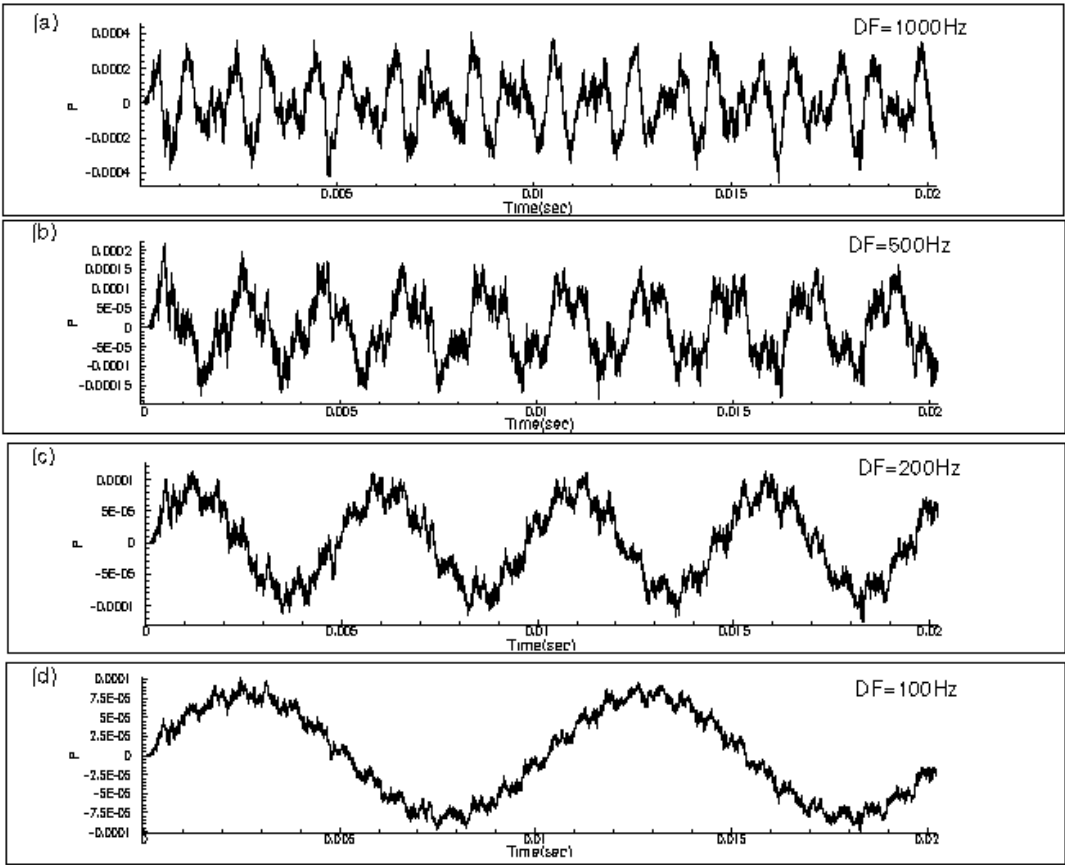 (a)
DF=1000Hz
0.0004
0.0002
0
-0.0002
-0.0004
P
0.005
0.01
0.015
0.02
Time(sec)
(b)
DF=500Hz
0.0002
0.00015
0.0001
5E-05
0
-5E-05
-0.0001
-0.00015
P
0
0.005
0.01
0.015
0.02
Time(sec)
(c)
DF=200Hz
0.0001
5E-05
0
-5E-05
-0.0001
P
0
0.005
0.01
0.015
0.02
Time(sec)
(d)
DF=100Hz
0.0001
7.5E-05
5E-05
2.5E-05
0
-2.5E-05
-5E-05
-7.5E-05
-0.0001
P
0
0.005
0.01
0.015
0.02
Time(sec)